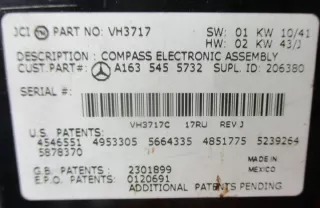 JCI PART NO: VH3717 SW: 01 KW 10/41
HW: 02 KW 43/J
DESC.: COMPASS ELECTRONIC ASSEMBLY
CUST.PART# A163 545 5732 SUPL.ID: 206380
SERIAL #:
VH3717C 17RU REV J
U.S. PATENTS:
4546551 4953305 5664335 4851775 5239264
5878370
G.B. PATENTS: 2301899
E.P.O. PATENTS: 0120691
MADE IN
MEXICO
ADDITIONAL PATENTS PENDING